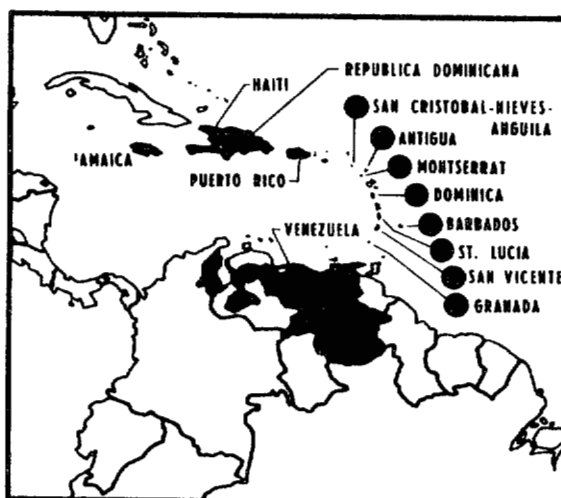 REPUBLICA DOMINICANA
HAITI
SAN CRISTOBAL-NIEVES-
ANGUILA
ANTIGUA
JAMAICA
MONTSERRAT
PUERTO RICO
DOMINICA
VENEZUELA
BARBADOS
ST. LUCIA
SAN VICENTE
GRANADA